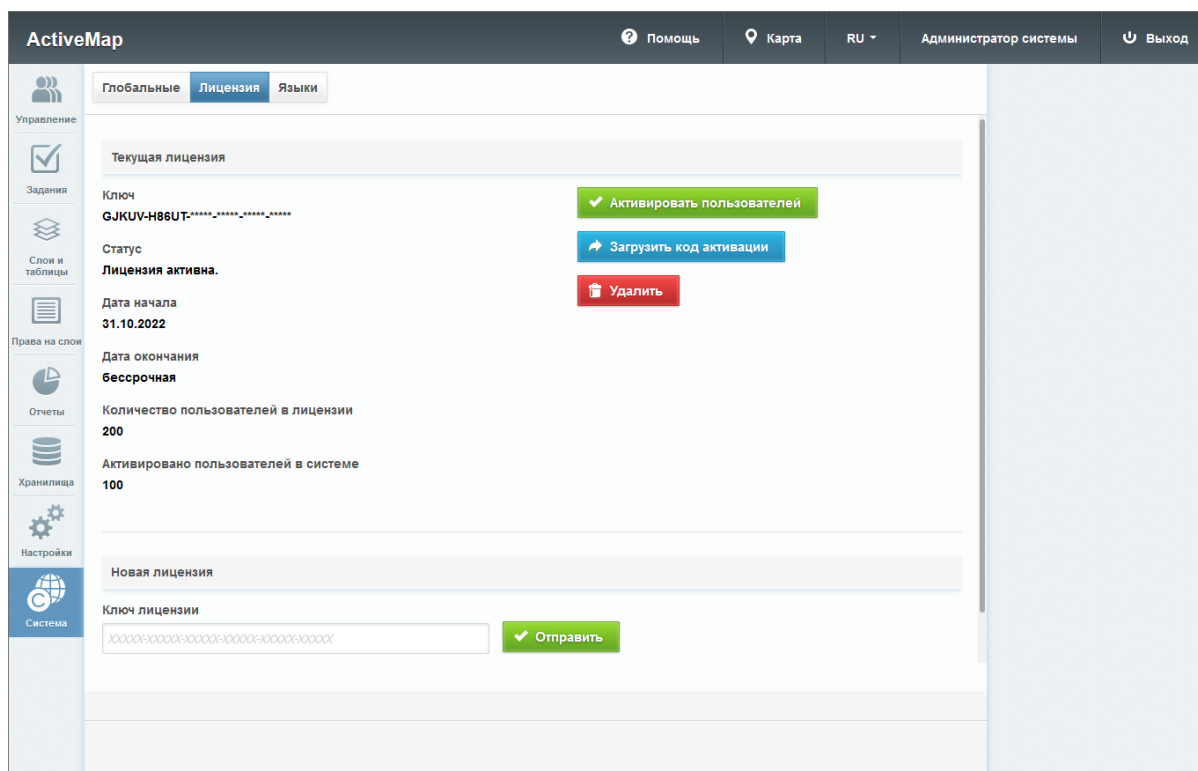 ActiveMap
Помощь
Карта
RU
Администратор системы
Выход
Управление
Задания
Слои и
таблицы
Права на слои
Отчеты
Хранилища
Настройки
Система
Глобальные
Лицензия
Языки
Текущая лицензия
Ключ
GJKUV-H86UT-*****-*****-*****-*****
Статус
Лицензия активна.
Дата начала
31.10.2022
Дата окончания
бессрочная
Количество пользователей в лицензии
200
Активировано пользователей в системе
100
Активировать пользователей
Загрузить код активации
Удалить
Новая лицензия
Ключ лицензии
XXXXX-XXXXX-XXXXX-XXXXX-XXXXX-XXXXX
Отправить